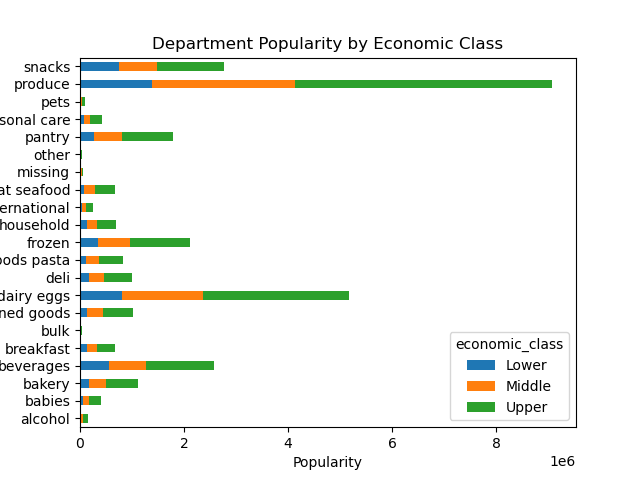 Department Popularity by Economic Class
snacks
produce
pets
sonal care
pantry
other
missing
at seafood
ernational
household
frozen
oods pasta
deli
dairy eggs
ned goods
bulk
breakfast
beverages
bakery
babies
alcohol
economic_class
Lower
Middle
Upper
0 2 4 6 8
1e6
Popularity